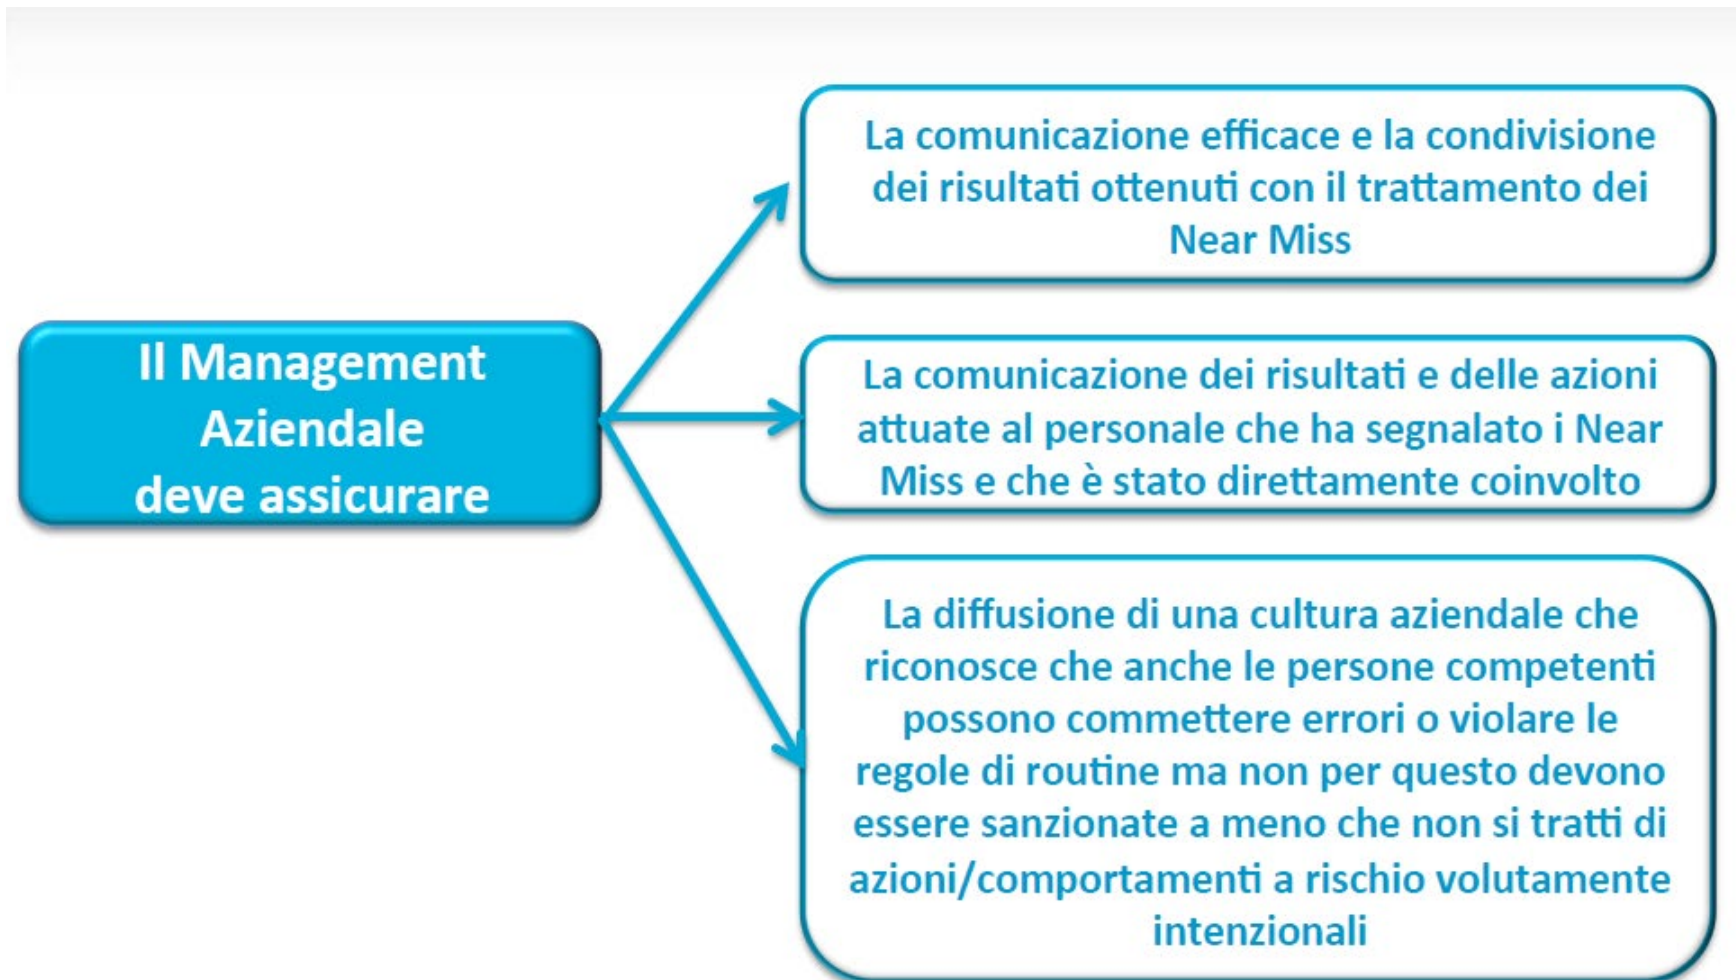 Il Management
Aziendale
deve assicurare
La comunicazione efficace e la condivisione
dei risultati ottenuti con il trattamento dei
Near Miss
La comunicazione dei risultati e delle azioni
attuate al personale che ha segnalato i Near
Miss e che è stato direttamente coinvolto
La diffusione di una cultura aziendale che
riconosce che anche le persone competenti
possono commettere errori o violare le
regole di routine ma non per questo devono
essere sanzionate a meno che non si tratti di
azioni/comportamenti a rischio volutamente
intenzionali